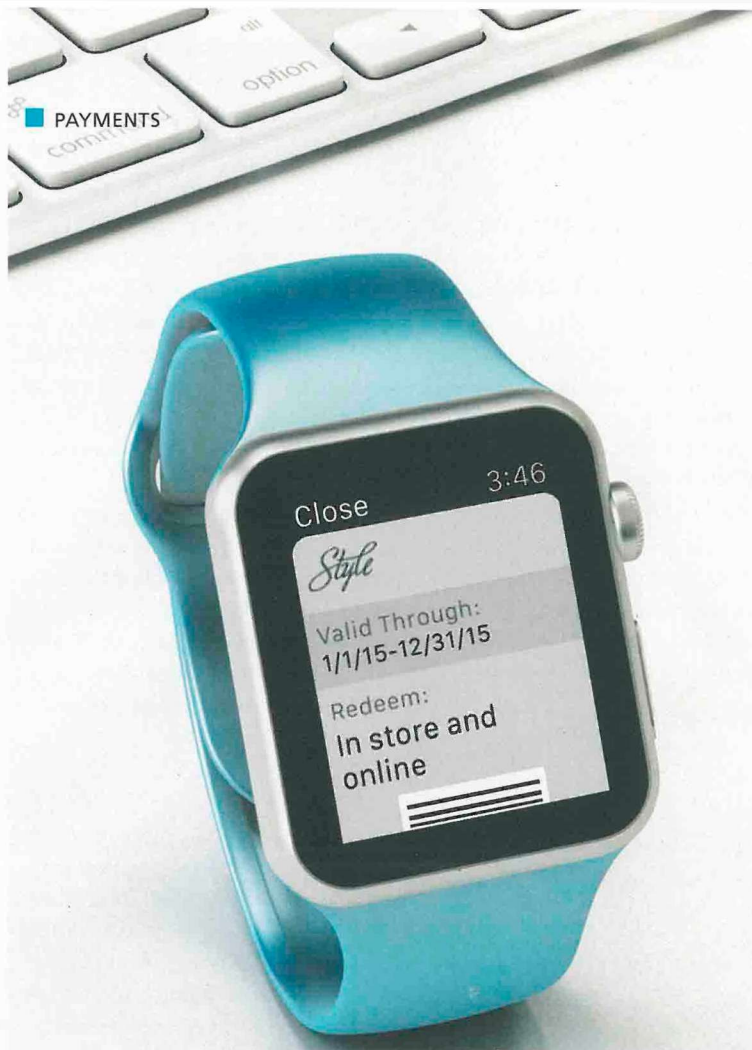 alt
option
⌘
command
◄
PAYMENTS
Close 3:46
Style
Valid Through:
1/1/15-12/31/15
Redeem:
In store and
online